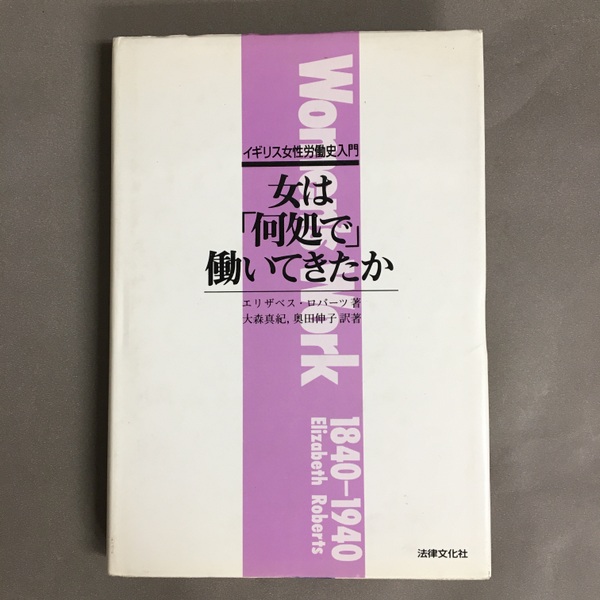 イギリス女性労働史入門
女は
「何処で」
働いてきたか
エリザベス・ロバーツ 著
大森真紀, 奥田伸子 訳著
Women's Work
1840-1940
Elizabeth Roberts
法律文化社